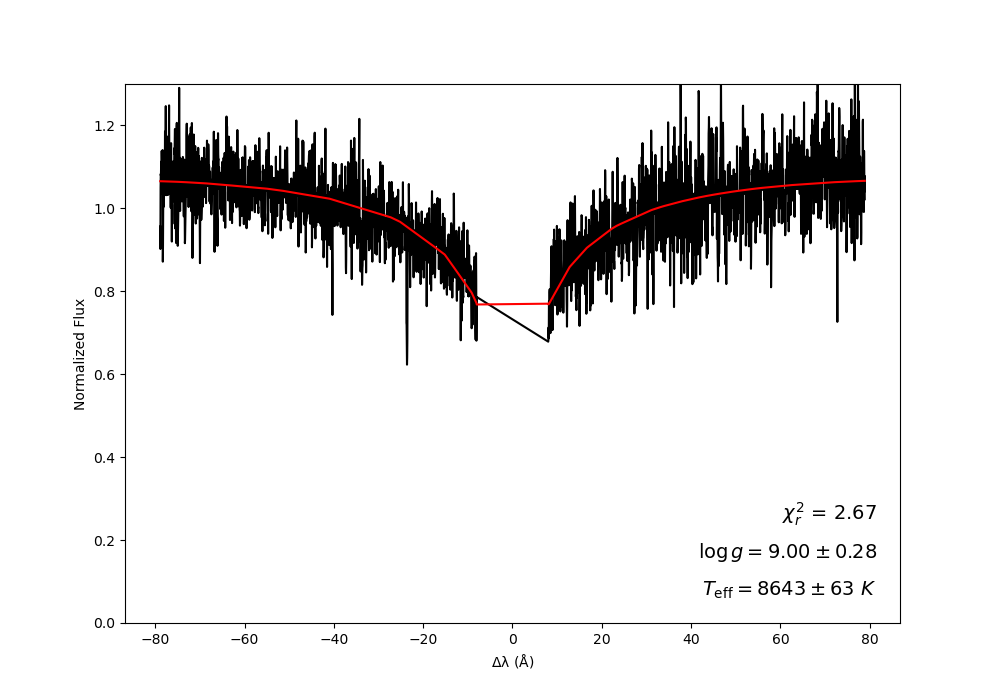 1.2
1.0
0.8
0.6
0.4
0.2
0.0
Normalized Flux
χ²ᵣ = 2.67
log g = 9.00 ± 0.28
T_eff = 8643 ± 63 K
−80 −60 −40 −20 0 20 40 60 80
Δλ (Å)